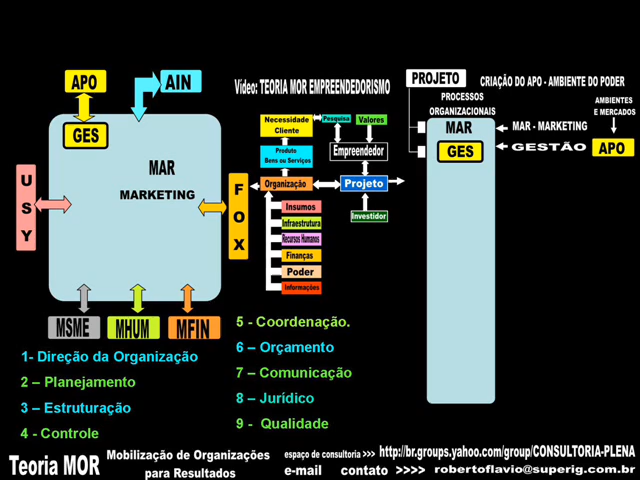 APO
AIN
Vídeo: TEORIA MOR EMPREENDEDORISMO
PROJETO
CRIAÇÃO DO APO - AMBIENTE DO PODER
PROCESSOS
ORGANIZACIONAIS
AMBIENTES
E MERCADOS
GES
MAR
MARKETING
USY
FOX
Necessidade
Cliente
Pesquisa
Valores
Produto
Bens ou Serviços
Empreendedor
Organização
Projeto
Investidor
Insumos
Infraestrutura
Recursos Humanos
Finanças
Poder
Informações
MAR
MAR - MARKETING
GES
GESTÃO
APO
MSME
MHUM
MFIN
1- Direção da Organização
2 – Planejamento
3 – Estruturação
4 - Controle
5 - Coordenação.
6 – Orçamento
7 – Comunicação
8 – Jurídico
9 -  Qualidade
Teoria MOR
Mobilização de Organizações
para Resultados
espaço de consultoria >>> http://br.groups.yahoo.com/group/CONSULTORIA-PLENA
e-mail contato >>>> robertoflavio@superig.com.br